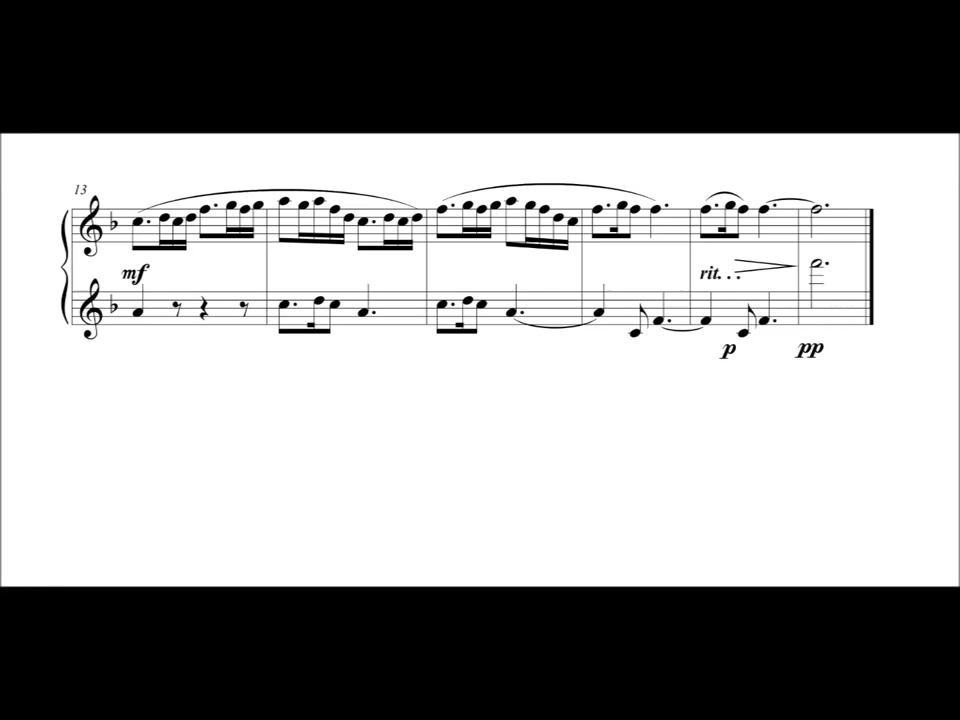 13
mf
rit. . .
p
pp